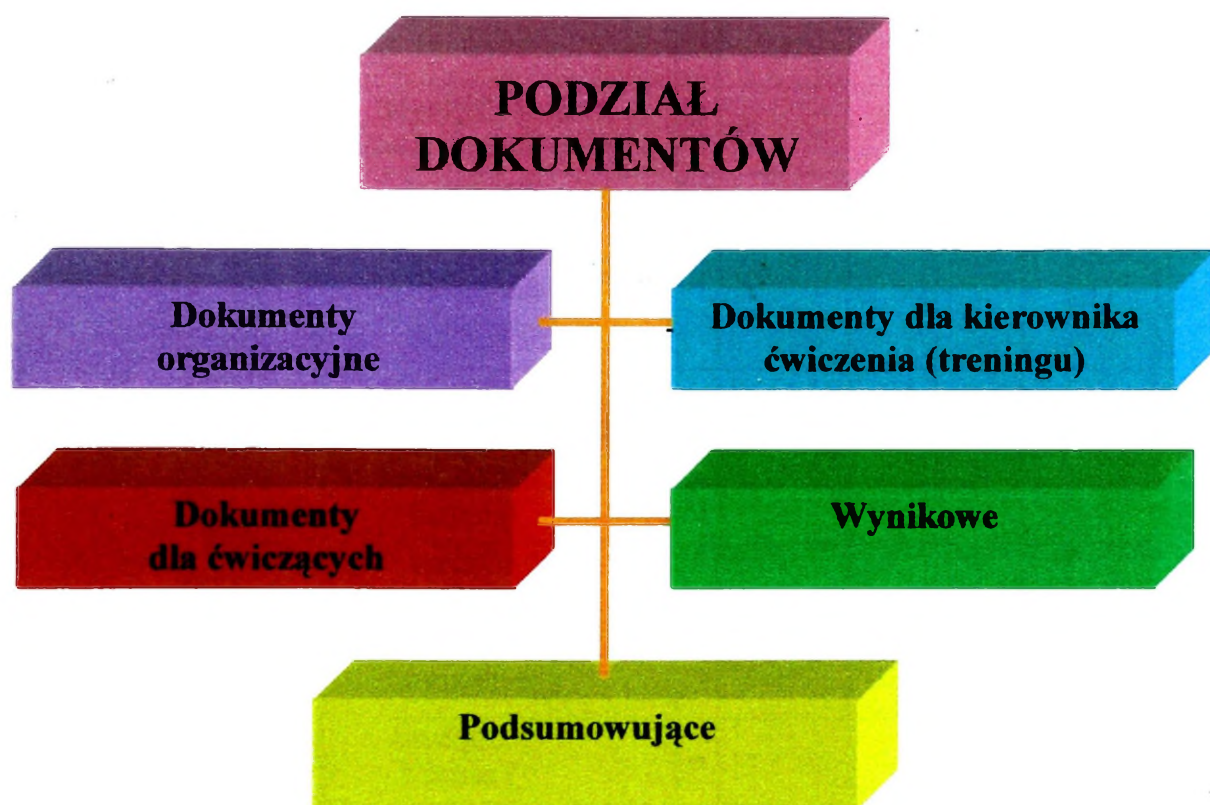 PODZIAŁ
DOKUMENTÓW
Dokumenty
organizacyjne
Dokumenty dla kierownika
ćwiczenia (treningu)
Dokumenty
dla ćwiczących
Wynikowe
Podsumowujące